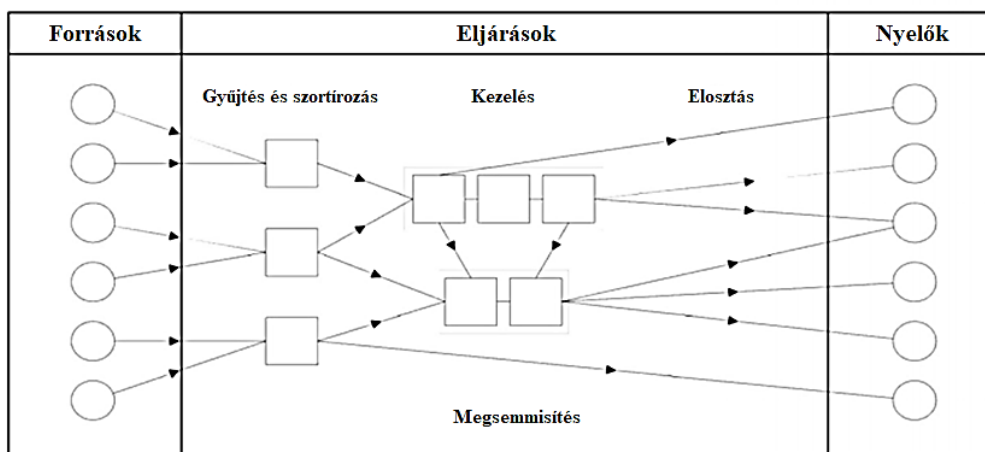 Források
Eljárások
Nyelők
Gyűjtés és szortírozás
Kezelés
Elosztás
Megsemmisítés